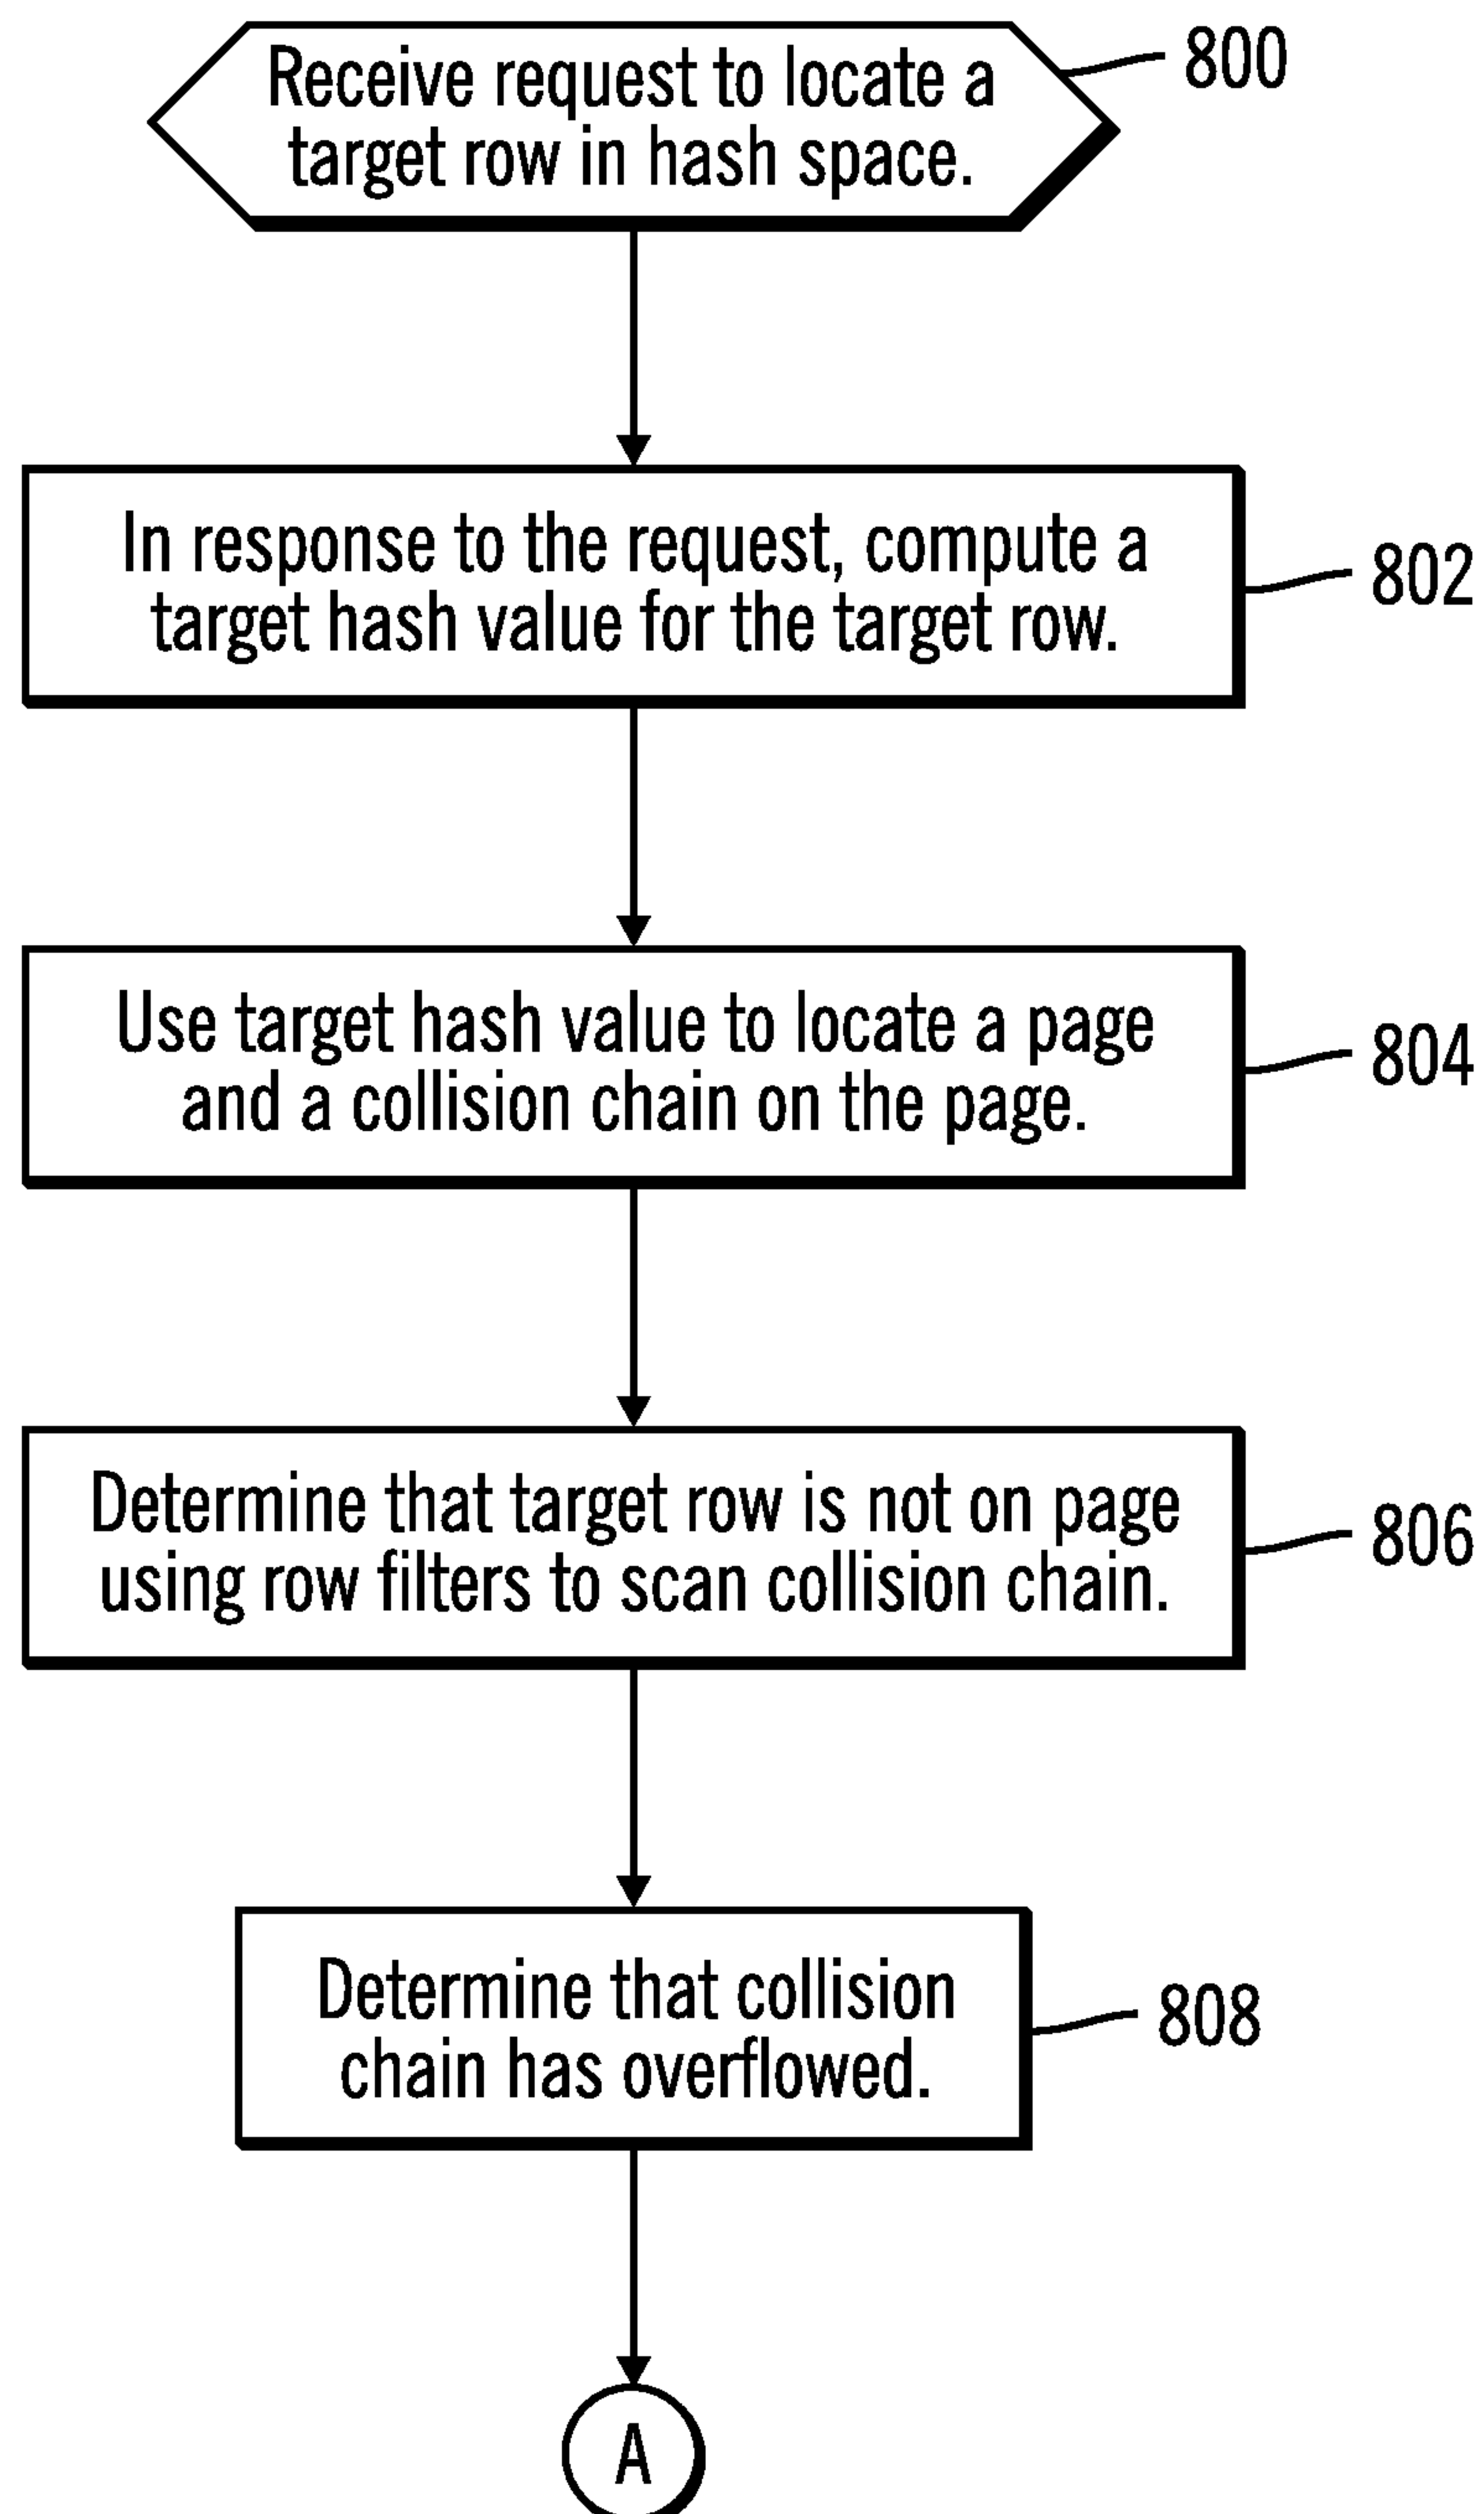 Receive request to locate a
target row in hash space.
800
In response to the request, compute a
target hash value for the target row.
802
Use target hash value to locate a page
and a collision chain on the page.
804
Determine that target row is not on page
using row filters to scan collision chain.
806
Determine that collision
chain has overflowed.
808
A